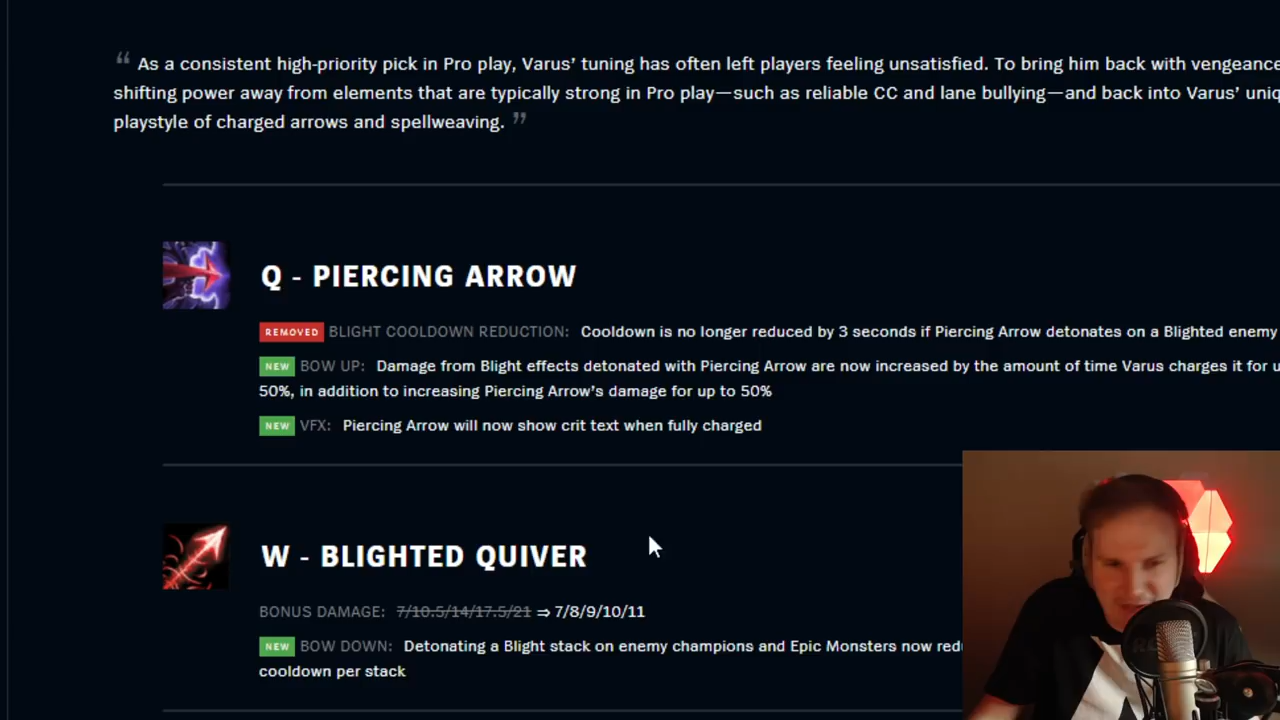 “ As a consistent high-priority pick in Pro play, Varus’ tuning has often left players feeling unsatisfied. To bring him back with vengeance
shifting power away from elements that are typically strong in Pro play—such as reliable CC and lane bullying—and back into Varus’
playstyle of charged arrows and spellweaving. ”
Q - PIERCING ARROW
REMOVED BLIGHT COOLDOWN REDUCTION: Cooldown is no longer reduced by 3 seconds if Piercing Arrow detonates on a Blighted enemy
NEW BOW UP: Damage from Blight effects detonated with Piercing Arrow are now increased by the amount of time Varus charges it for
50%, in addition to increasing Piercing Arrow’s damage for up to 50%
NEW VFX: Piercing Arrow will now show crit text when fully charged
W - BLIGHTED QUIVER
BONUS DAMAGE: 7/10.5/14/17.5/21 ⇒ 7/8/9/10/11
NEW BOW DOWN: Detonating a Blight stack on enemy champions and Epic Monsters now
cooldown per stack